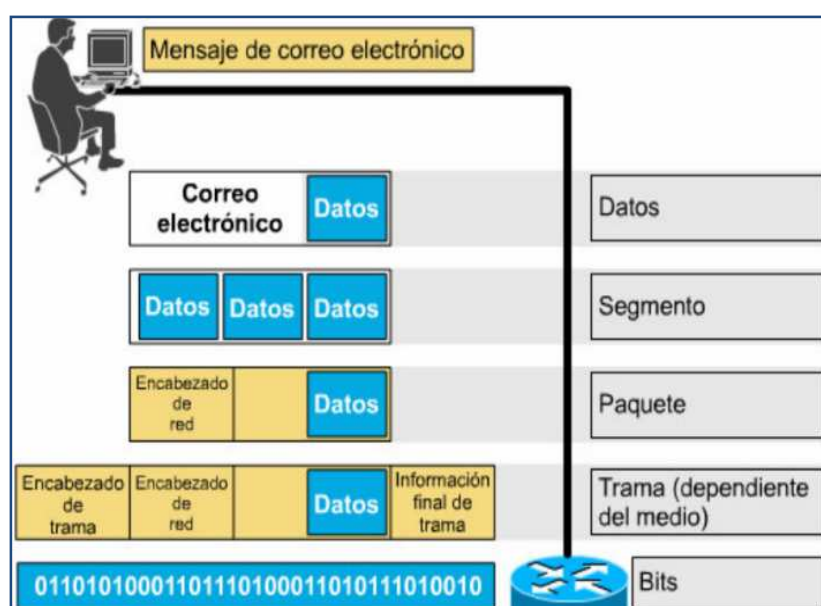 Mensaje de correo electrónico
Correo
electrónico
Datos
Datos
Datos
Datos
Datos
Segmento
Encabezado
de
red
Datos
Paquete
Encabezado
de
trama
Encabezado
de
red
Datos
Información
final de
trama
Trama (dependiente
del medio)
0110101000110111010001101011101001​0
Bits